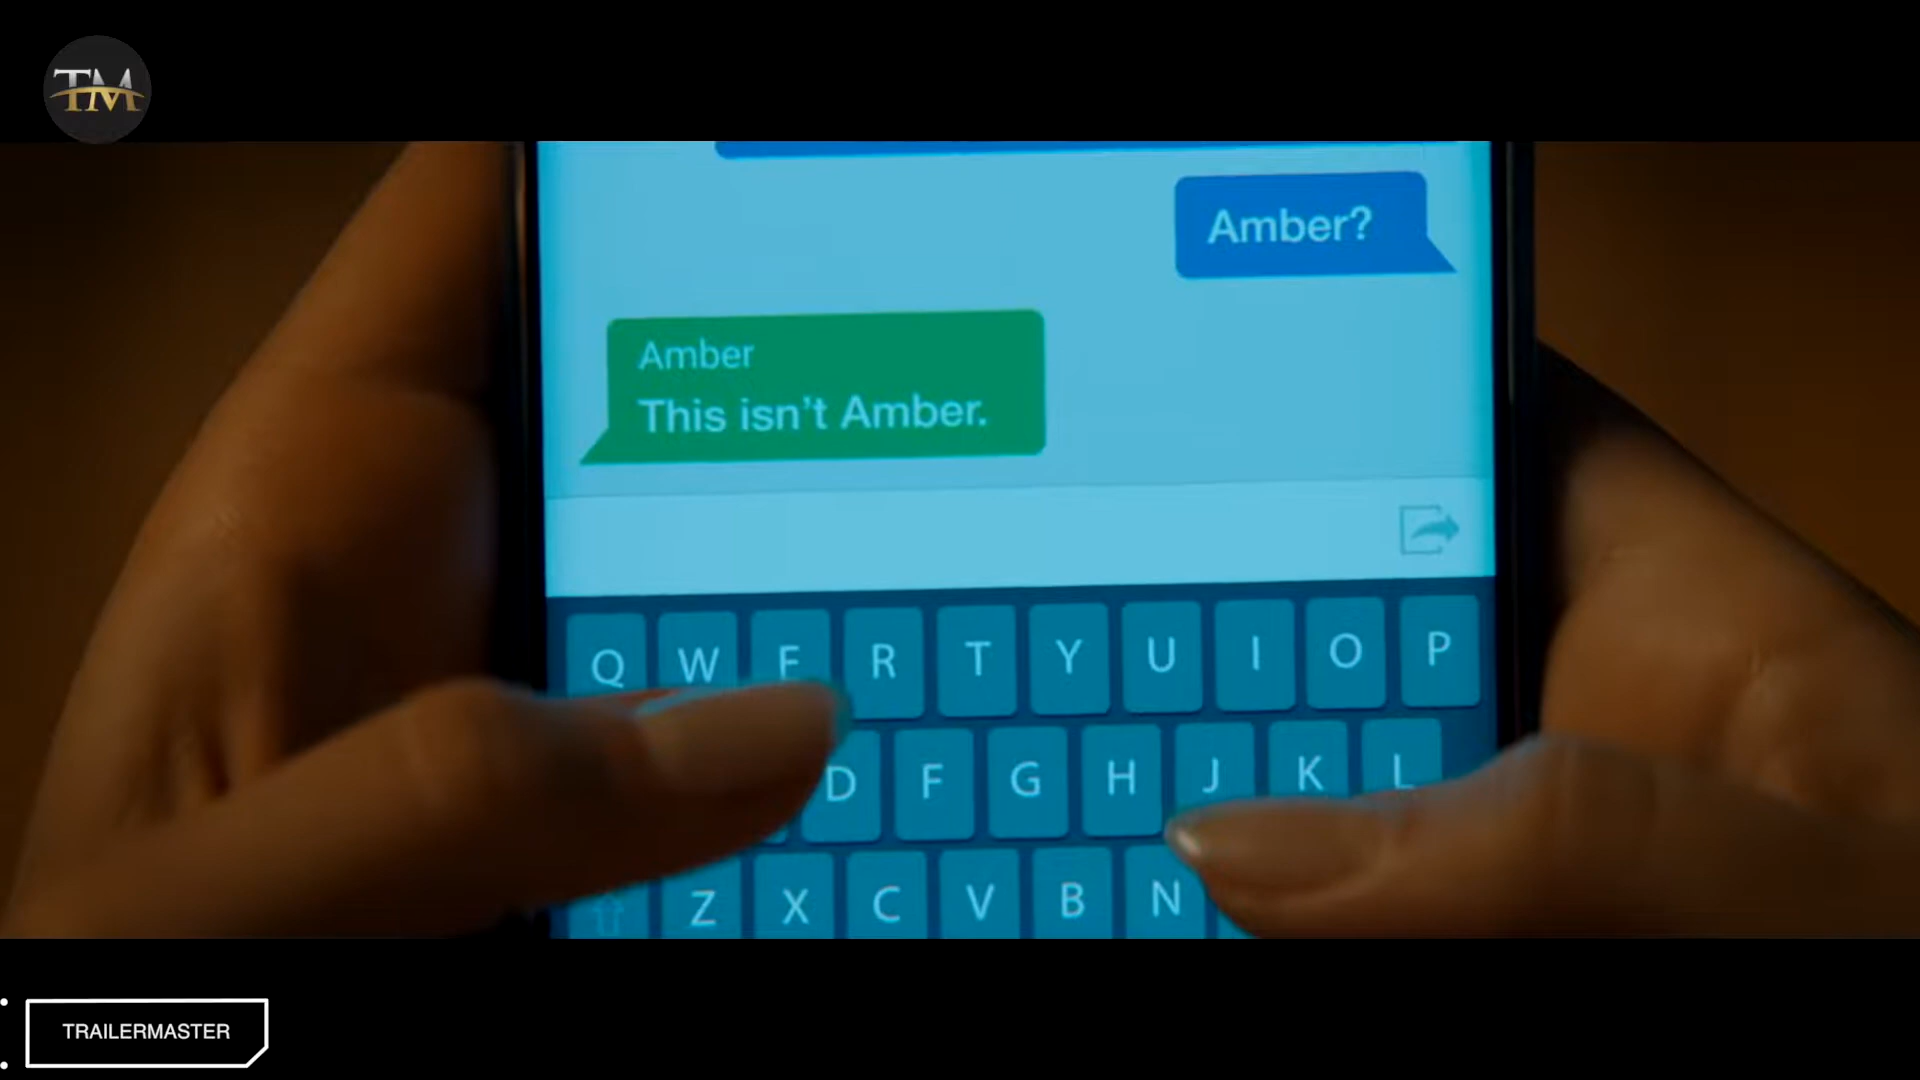 TM
Amber?
Amber
This isn't Amber.
Q W E R T Y U I O P
D F G H J K L
Z X C V B N
TRAILERMASTER